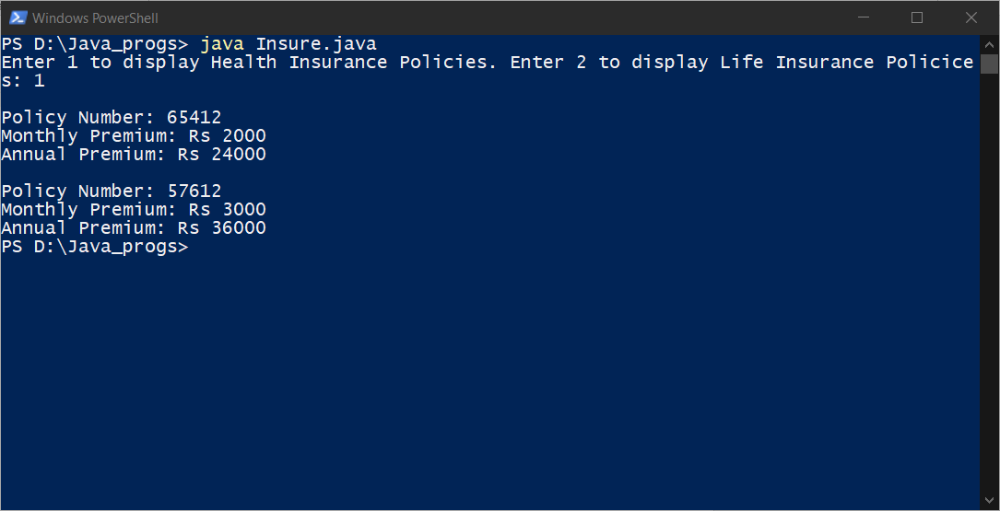 Windows PowerShell
PS D:\Java_progs> java Insure.java
Enter 1 to display Health Insurance Policies. Enter 2 to display Life Insurance Policice
s: 1
Policy Number: 65412
Monthly Premium: Rs 2000
Annual Premium: Rs 24000
Policy Number: 57612
Monthly Premium: Rs 3000
Annual Premium: Rs 36000
PS D:\Java_progs>